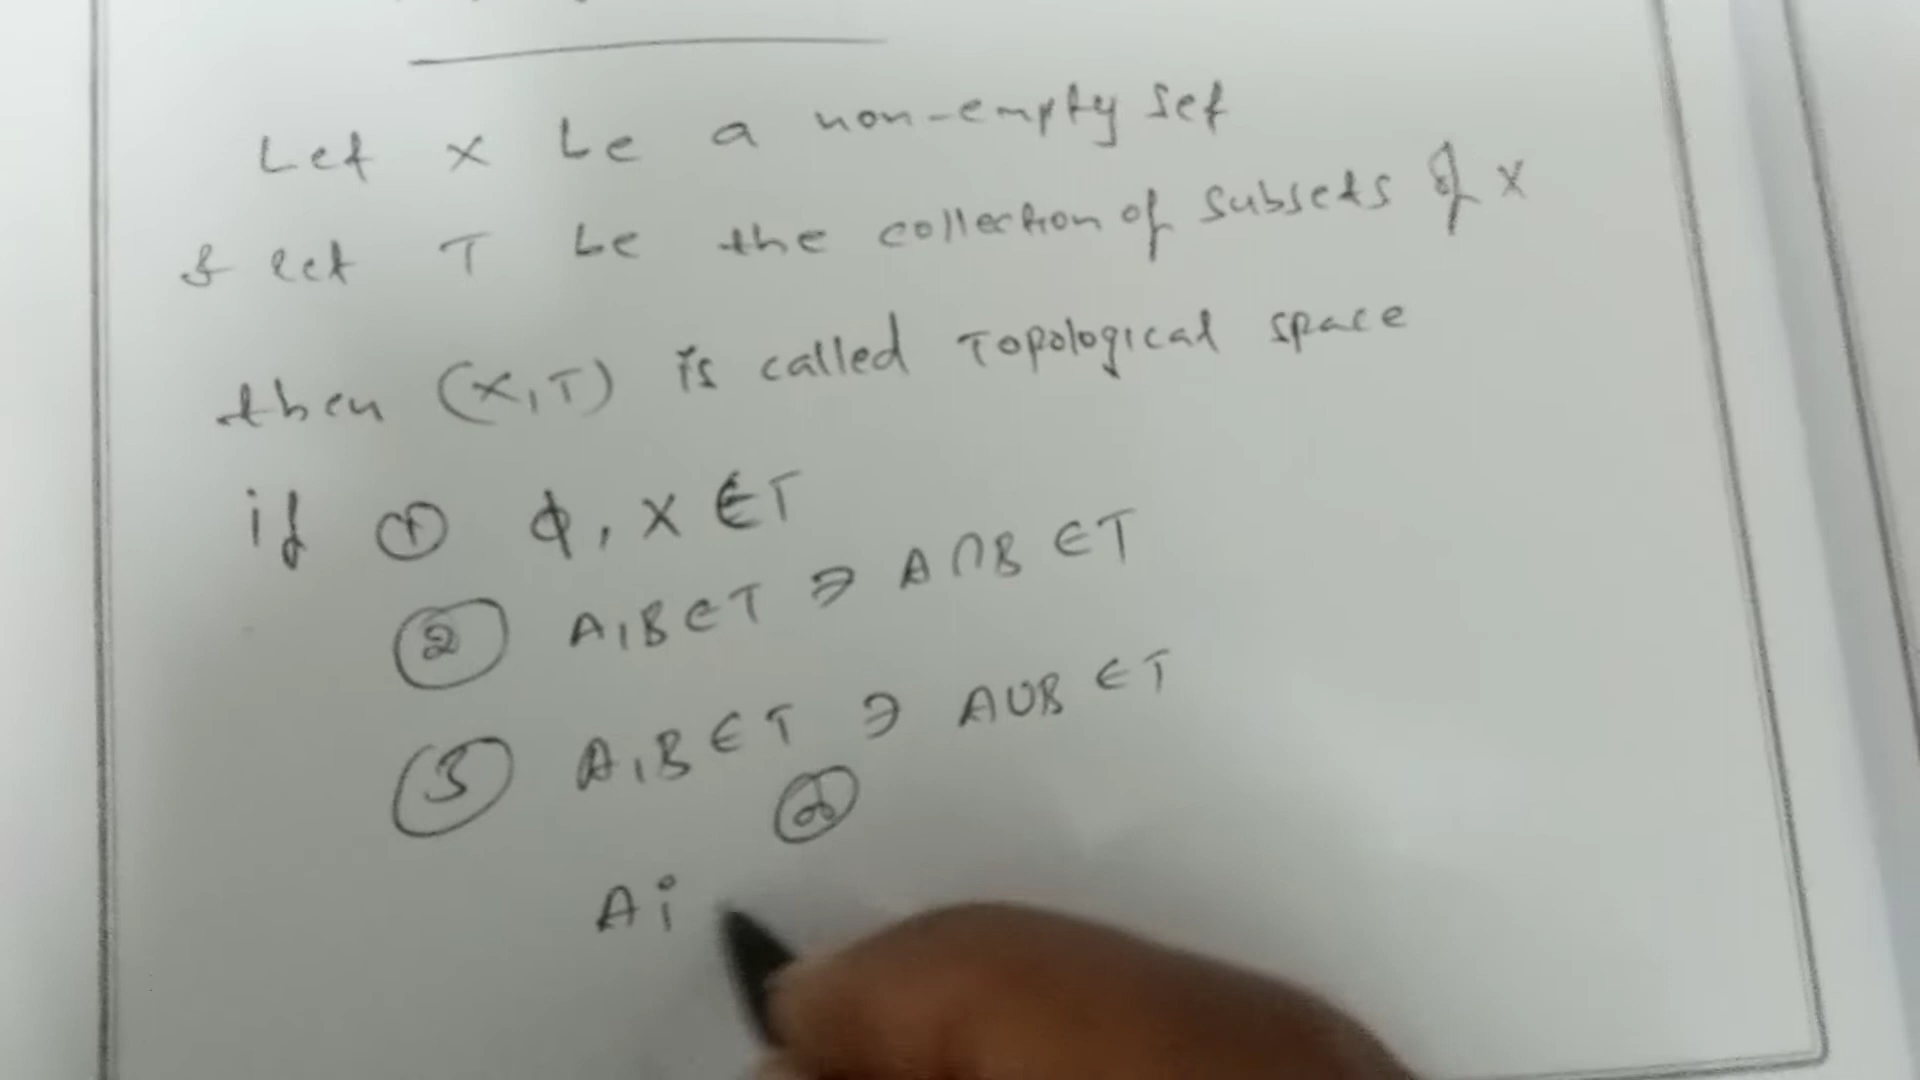 Let x be a non-empty set
& let T be the collection of subsets of x
then (x, T) is called Topological space
if ① φ, x ∈ T
② A, B ∈ T ⇒ A ∩ B ∈ T
③ A, B ∈ T ⇒ A ∪ B ∈ T
Ai